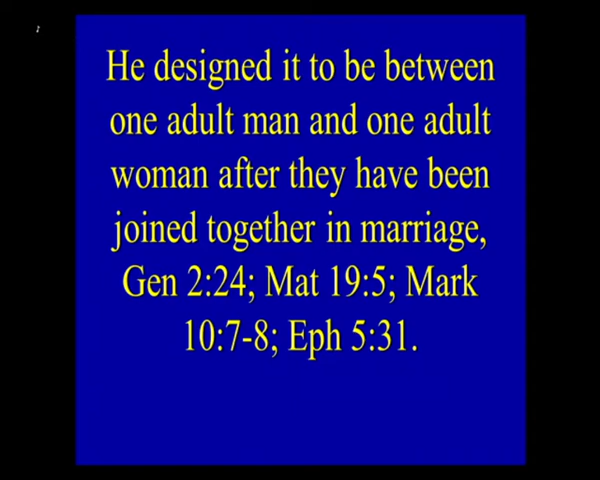 He designed it to be between
one adult man and one adult
woman after they have been
joined together in marriage,
Gen 2:24; Mat 19:5; Mark
10:7-8; Eph 5:31.